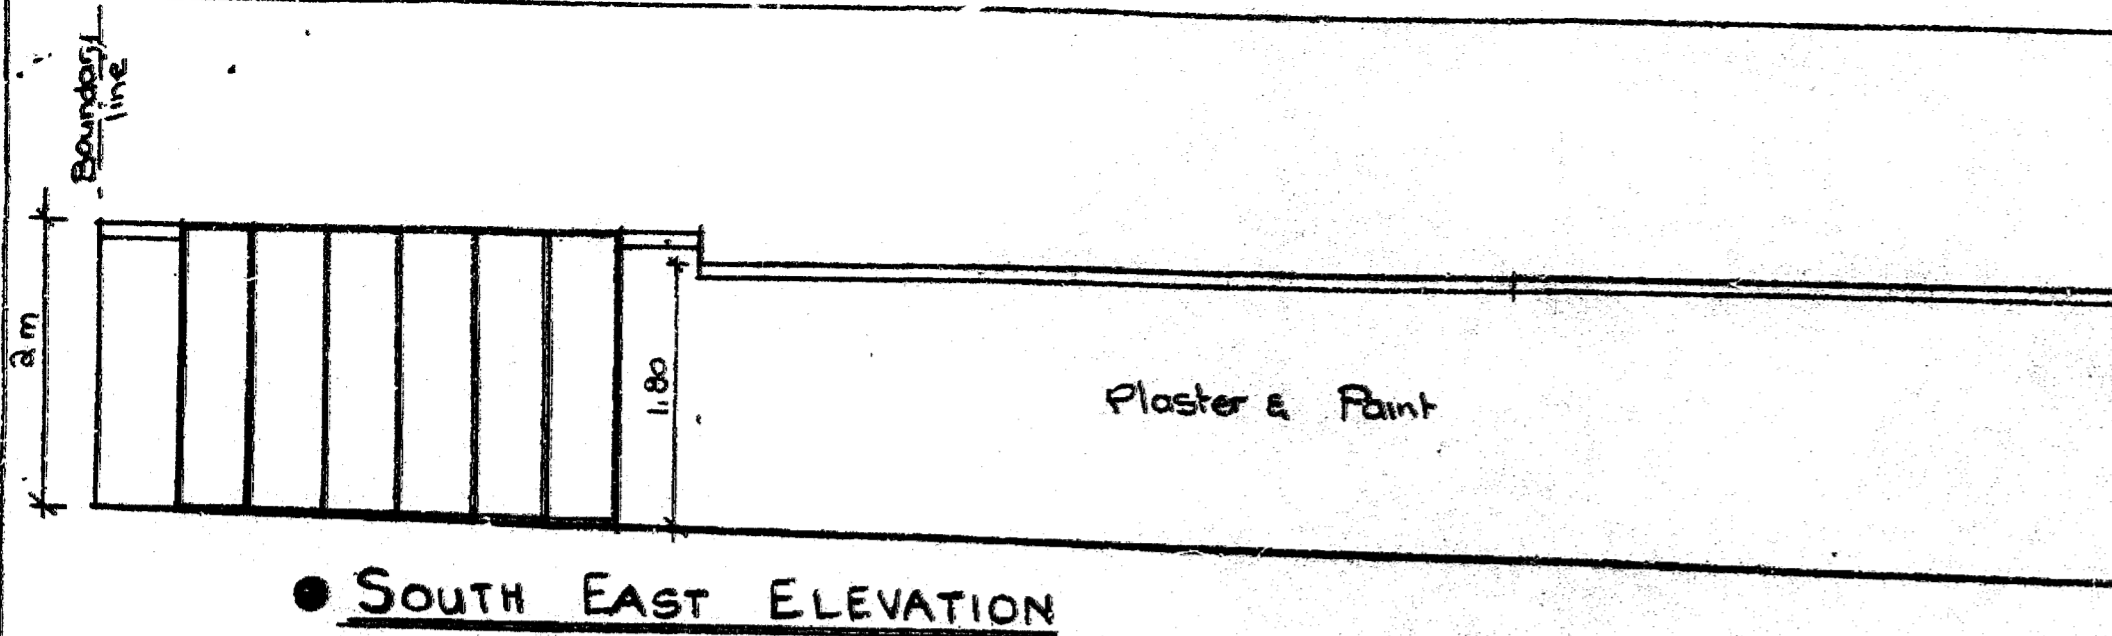 Boundary
line
2m
1.80
Plaster & Paint
SOUTH EAST ELEVATION